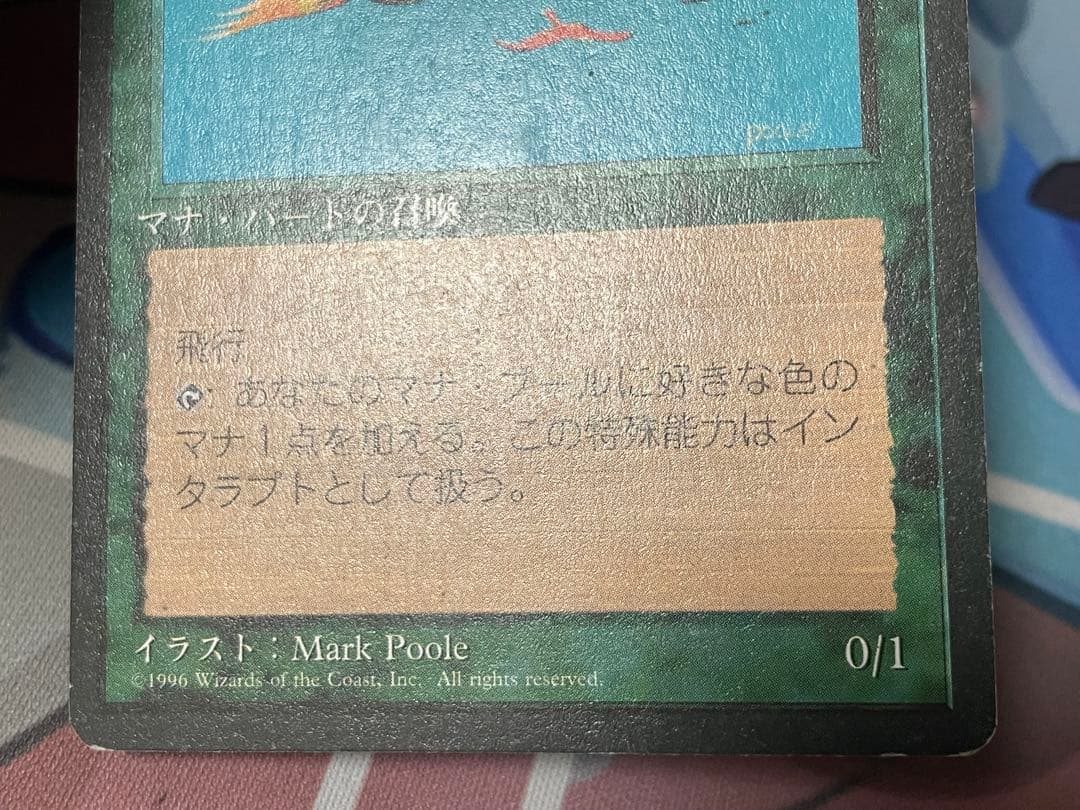 poole
マナ・バードの召喚
飛行
: あなたのマナ・プールに好きな色の
マナ1点を加える。この特殊能力はイン
タラプトとして扱う。
イラスト：Mark Poole
0/1
©1996 Wizards of the Coast, Inc. All rights reserved.